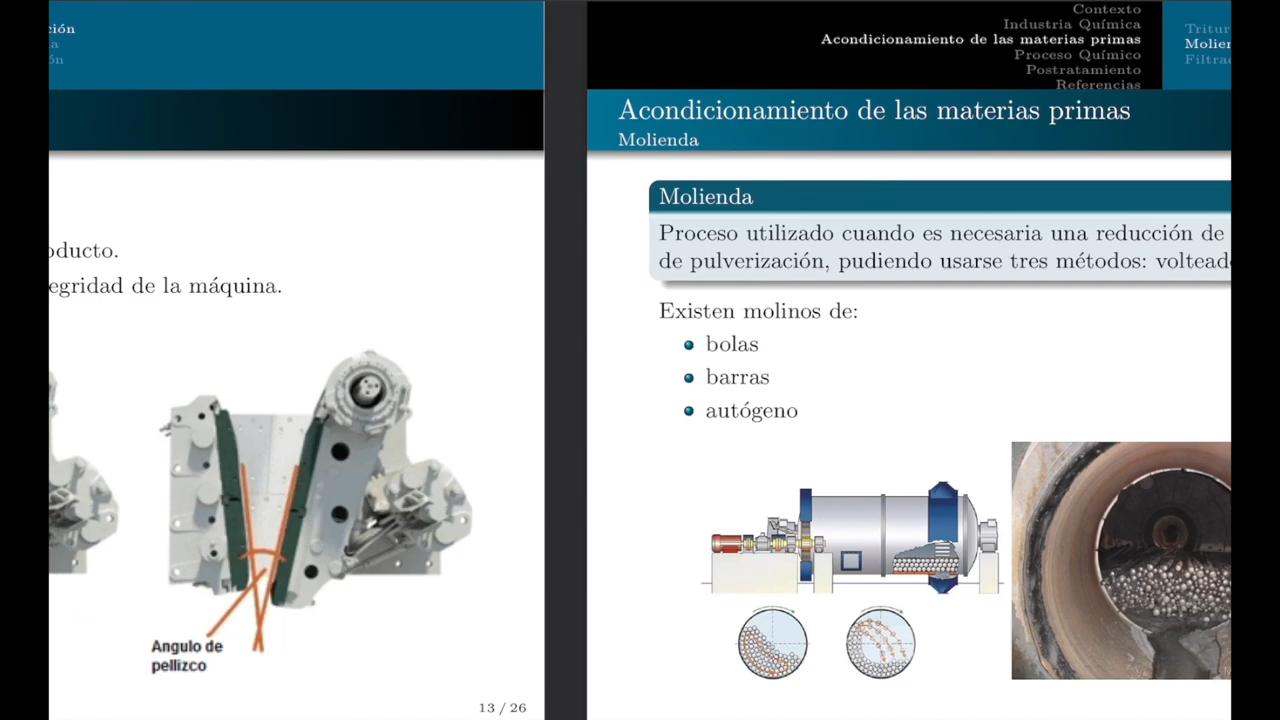 ción
oducto.
egridad de la máquina.
Angulo de
pellizco
13 / 26
Contexto
Industria Química
Acondicionamiento de las materias primas
Proceso Químico
Postratamiento
Referencias
Tritur
Molien
Filtrac
Acondicionamiento de las materias primas
Molienda
Molienda
Proceso utilizado cuando es necesaria una reducción de
de pulverización, pudiendo usarse tres métodos: voltead
Existen molinos de:
bolas
barras
autógeno